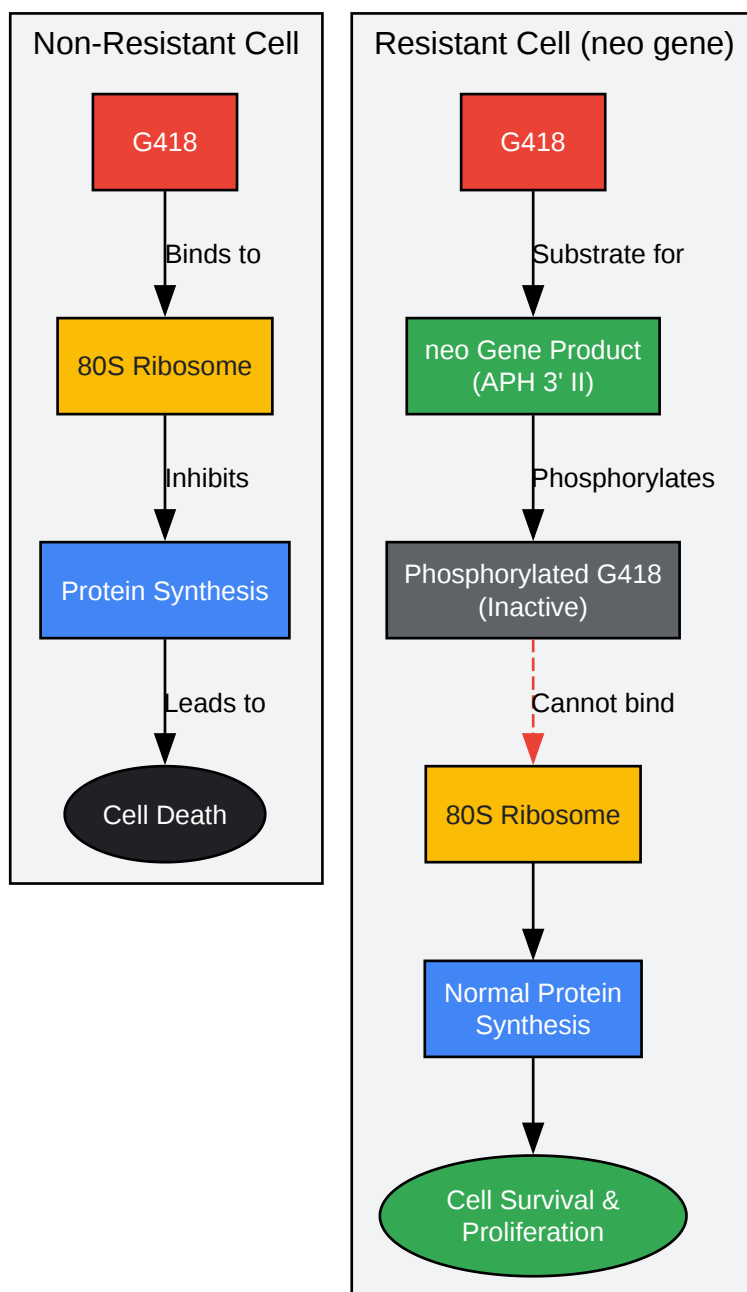 Non-Resistant Cell
G418
Binds to
80S Ribosome
Inhibits
Protein Synthesis
Leads to
Cell Death
Resistant Cell (neo gene)
G418
Substrate for
neo Gene Product
(APH 3' II)
Phosphorylates
Phosphorylated G418
(Inactive)
Cannot bind
80S Ribosome
Normal Protein
Synthesis
Cell Survival &
Proliferation